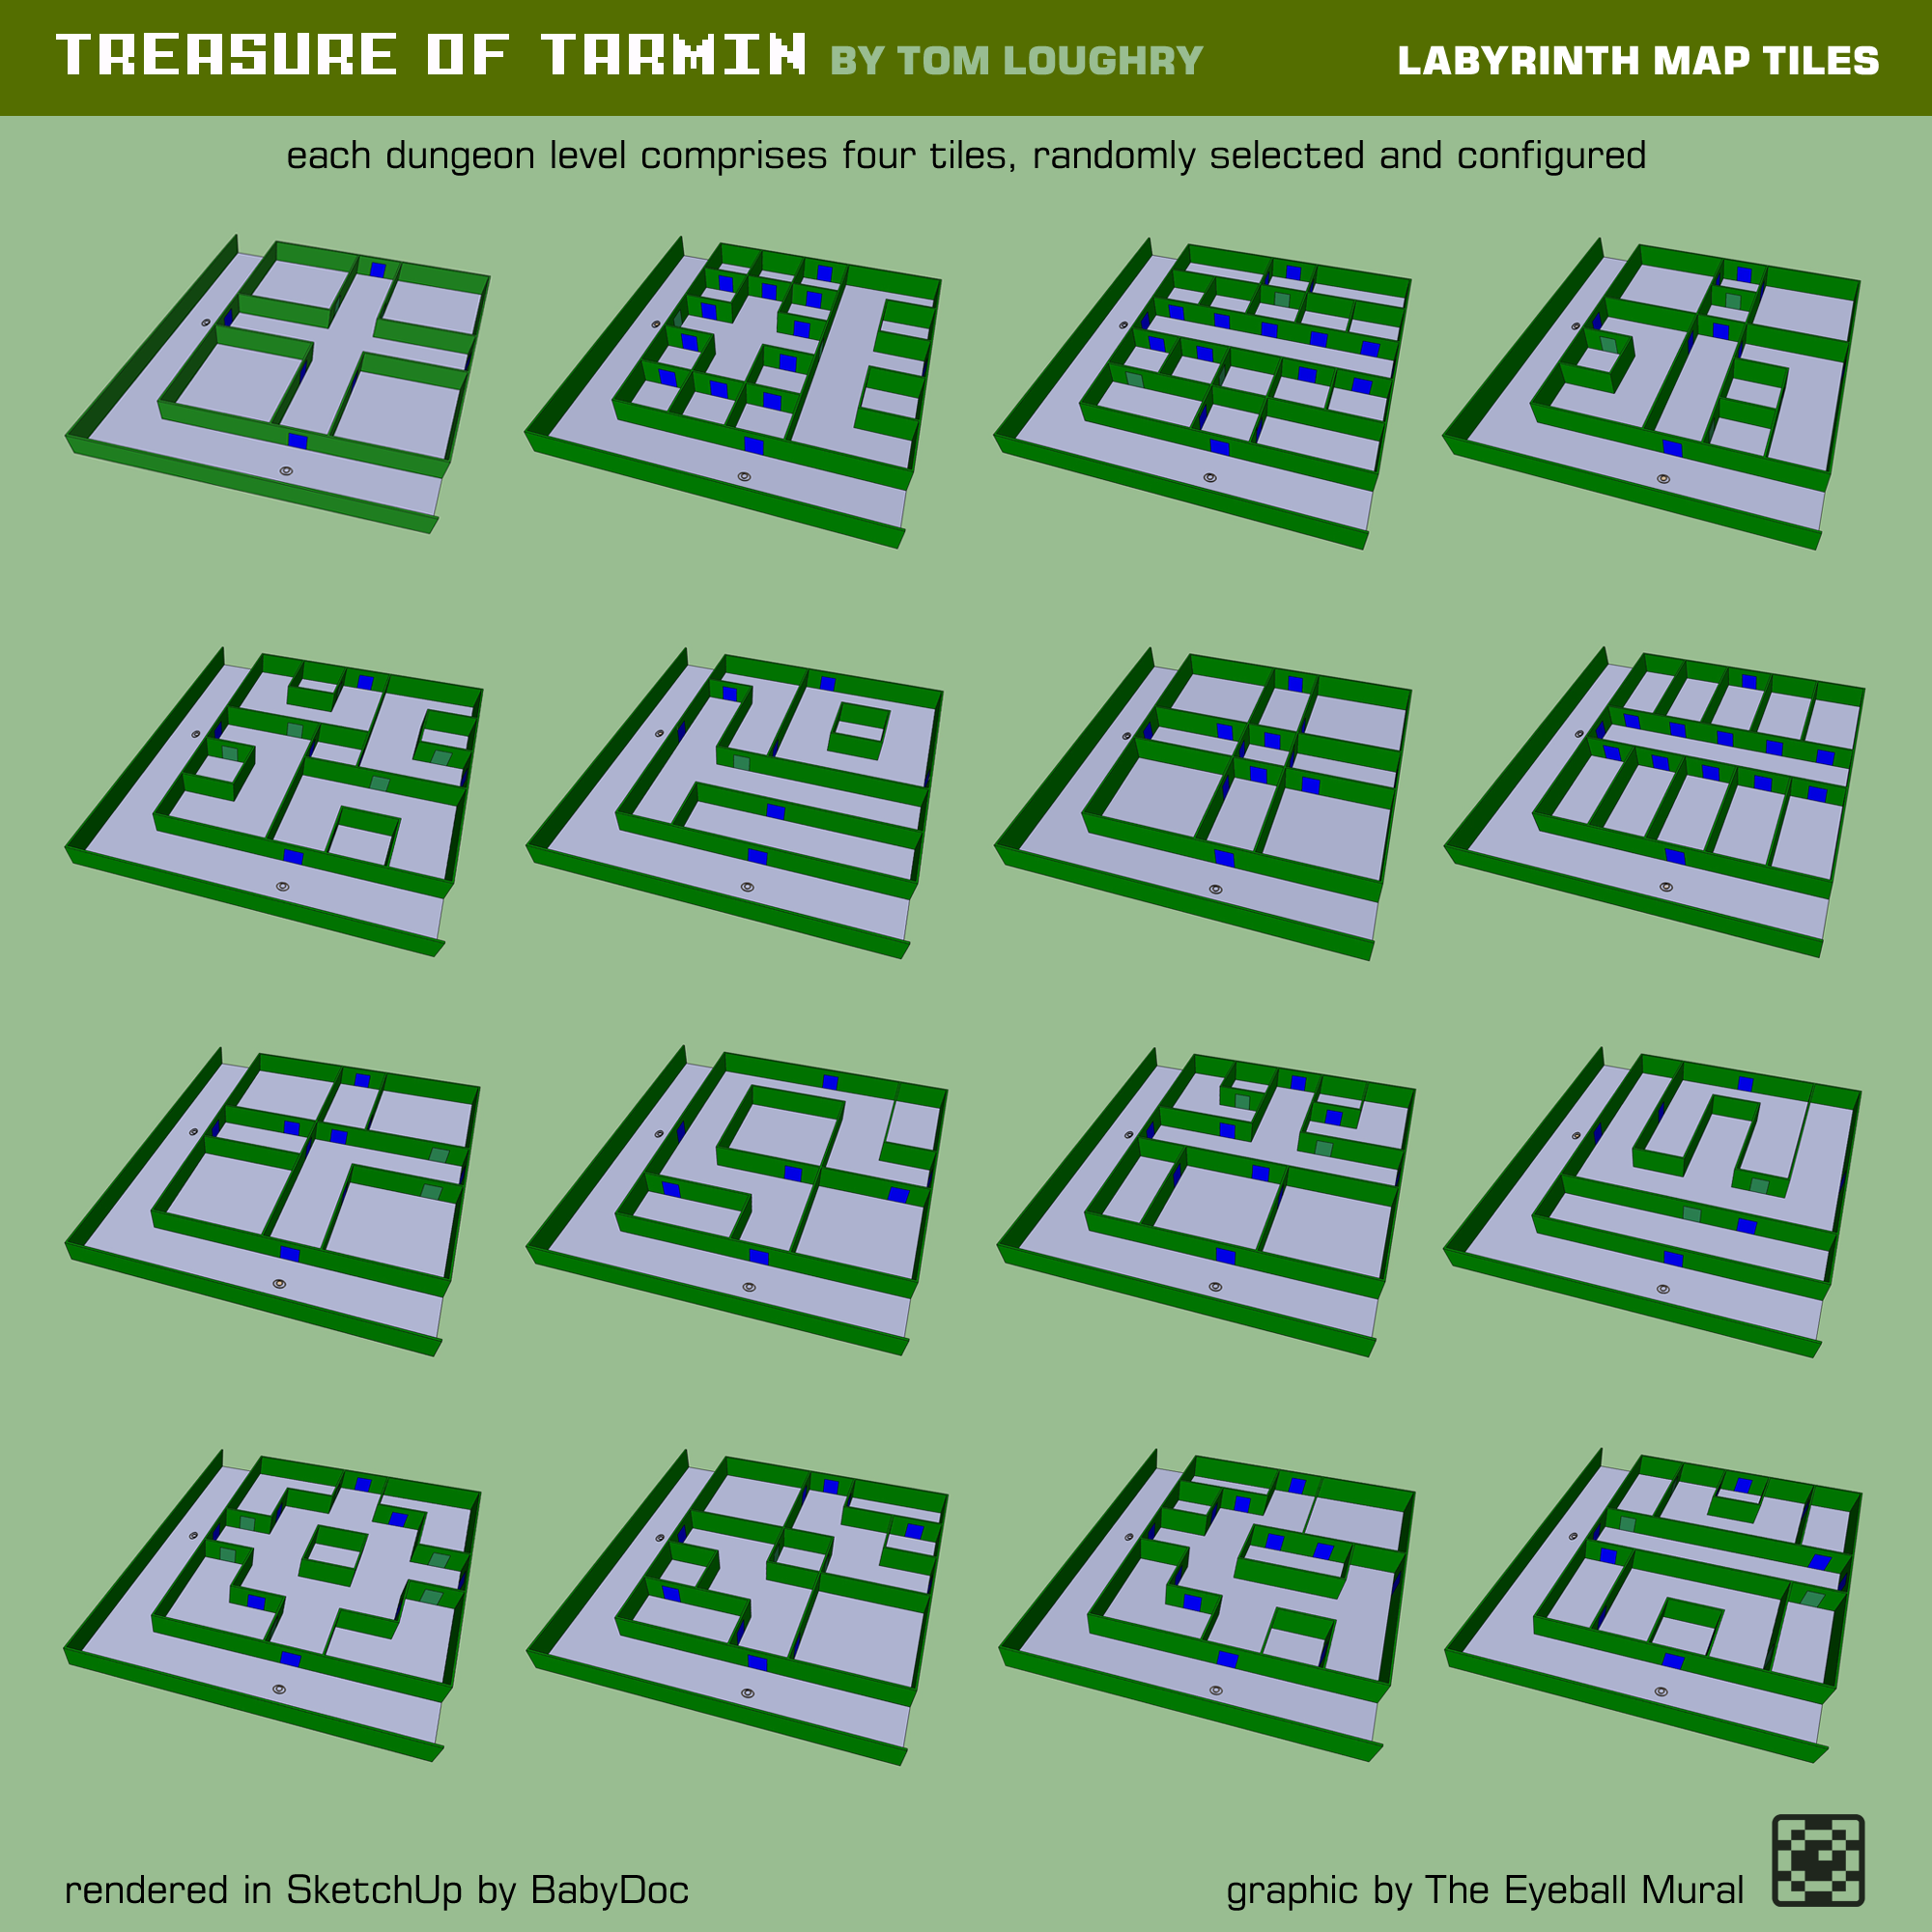 TREASURE OF TARMIN BY TOM LOUGHRY LABYRINTH MAP TILES
each dungeon level comprises four tiles, randomly selected and configured
rendered in SketchUp by BabyDoc graphic by The Eyeball Mural